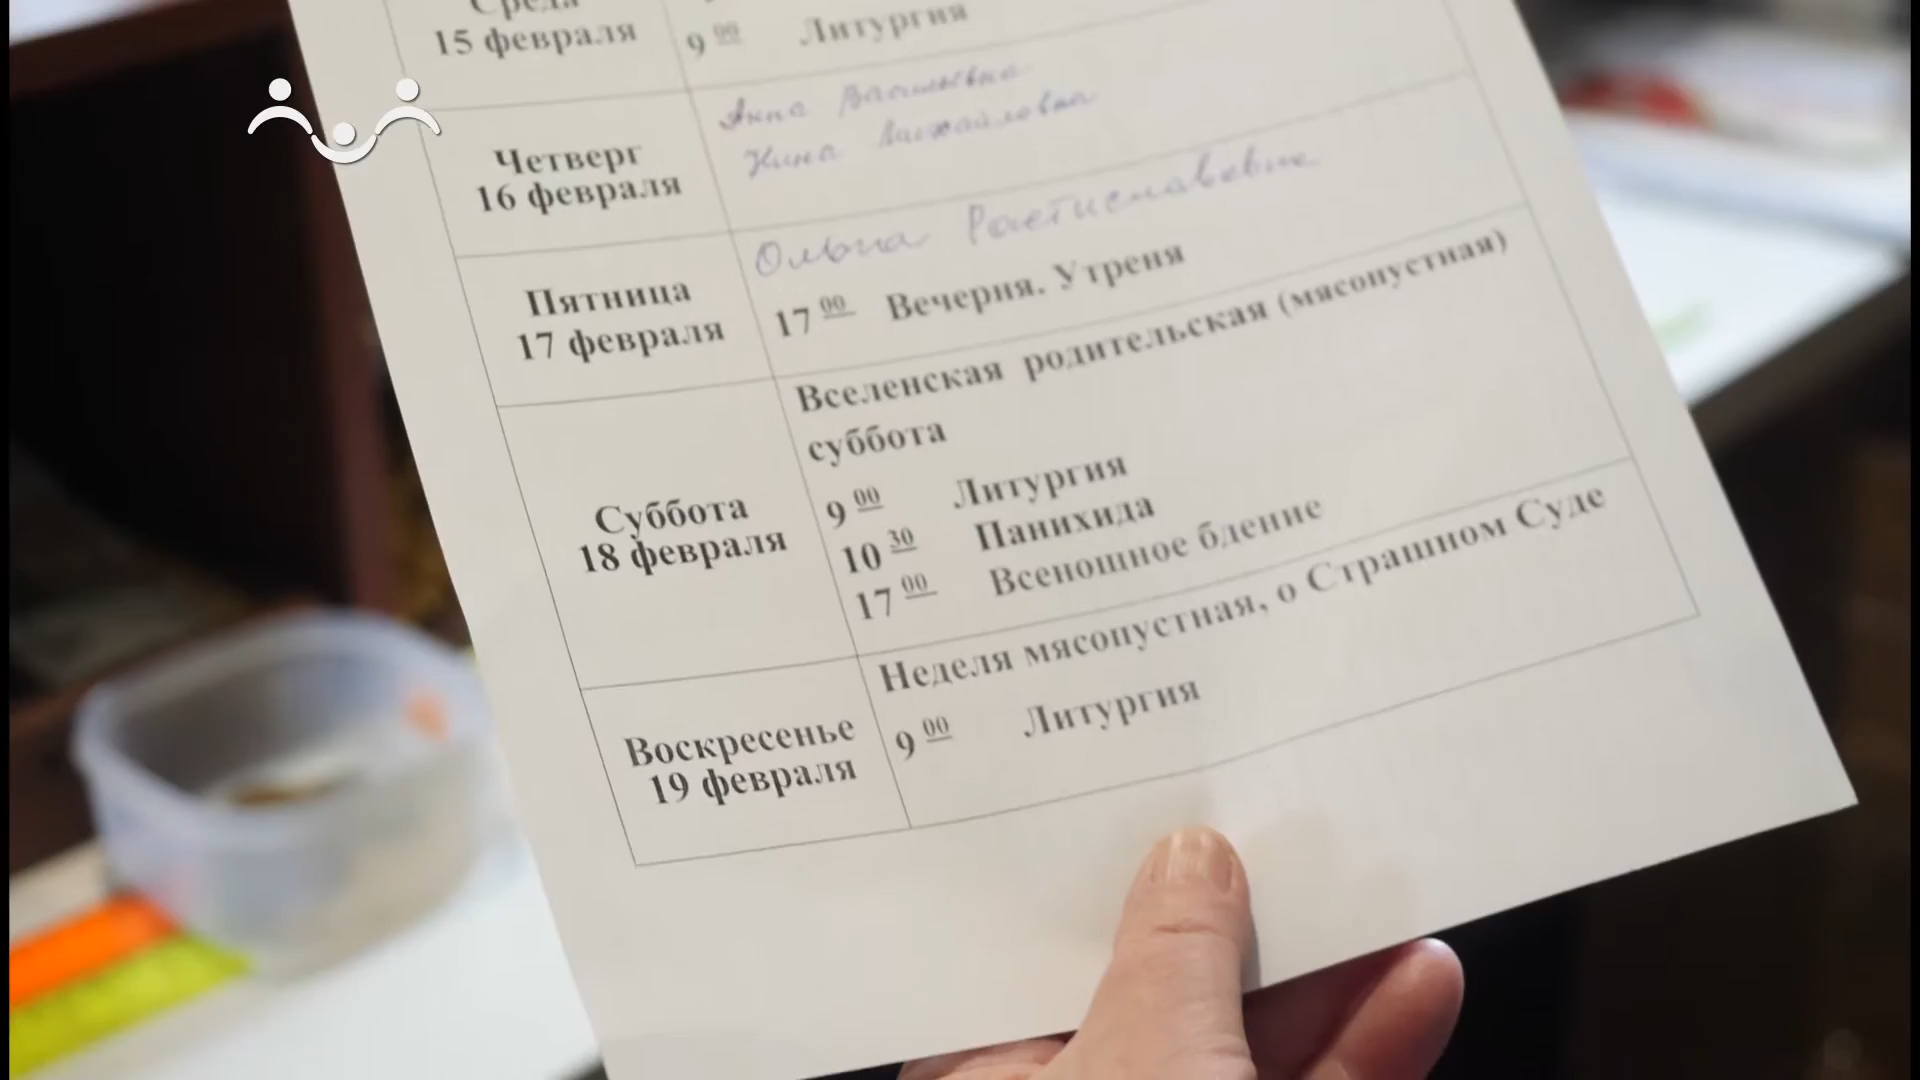 Среда
15 февраля
9 00 Литургия
Четверг
16 февраля
Анна Васильевна
Нина Михайловна
Пятница
17 февраля
Ольга Ростиславовна
17 00 Вечерня. Утреня
Суббота
18 февраля
Вселенская родительская (мясопустная)
суббота
9 00 Литургия
10 30 Панихида
17 00 Всенощное бдение
Воскресенье
19 февраля
Неделя мясопустная, о Страшном Суде
9 00 Литургия